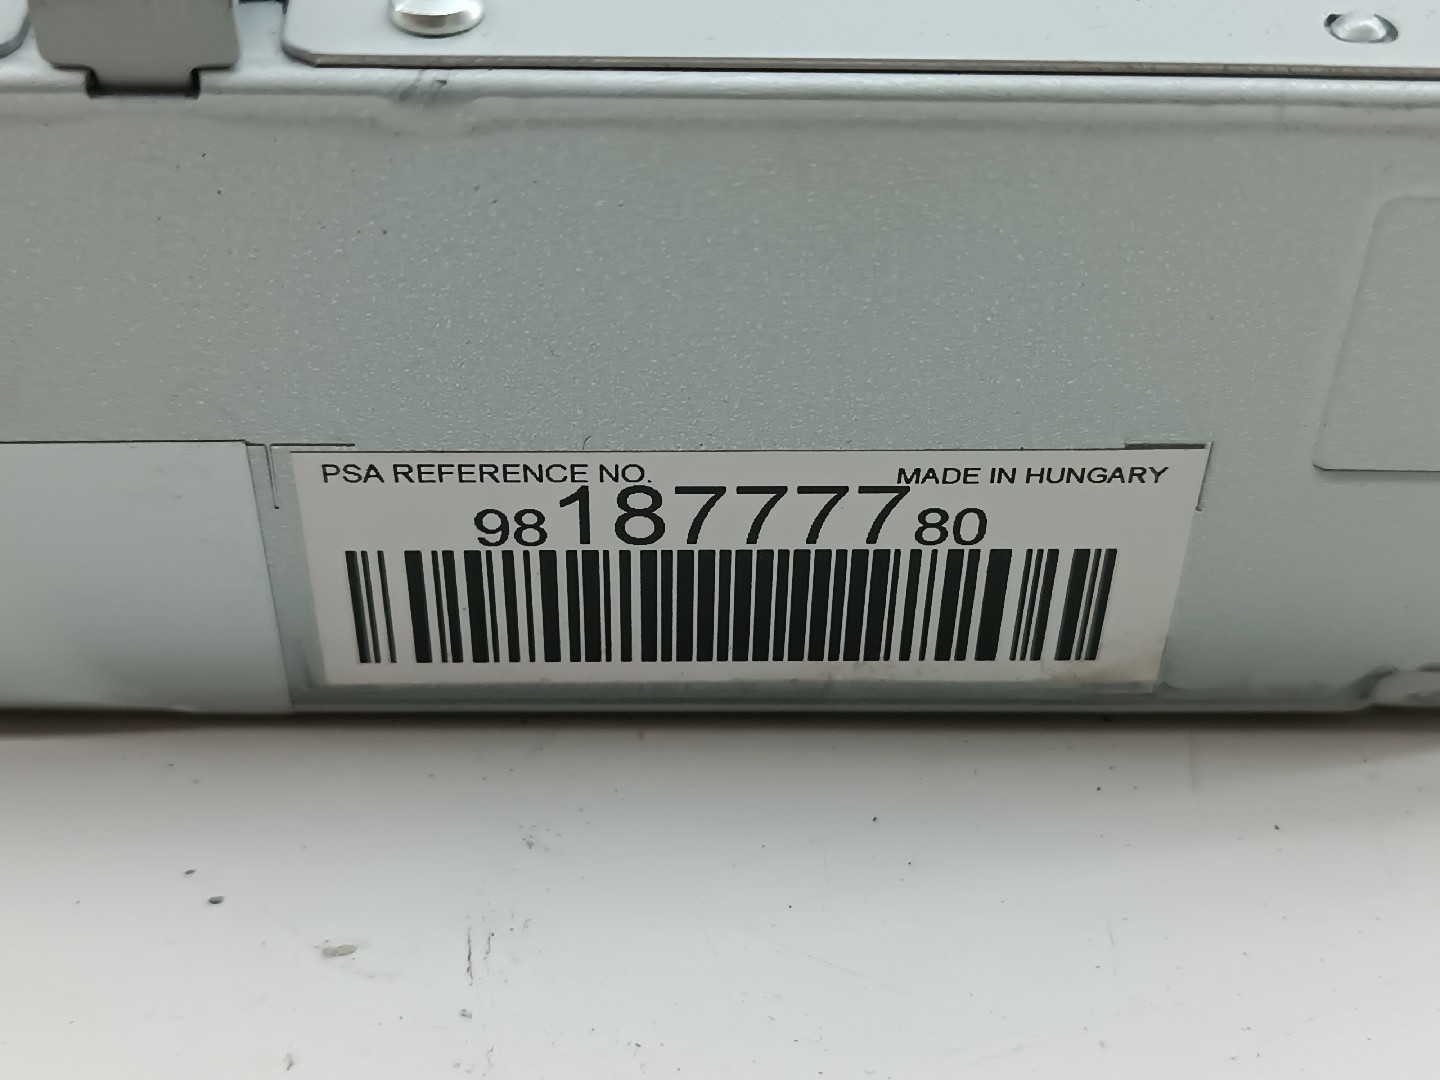 PSA REFERENCE NO. MADE IN HUNGARY
9818777780